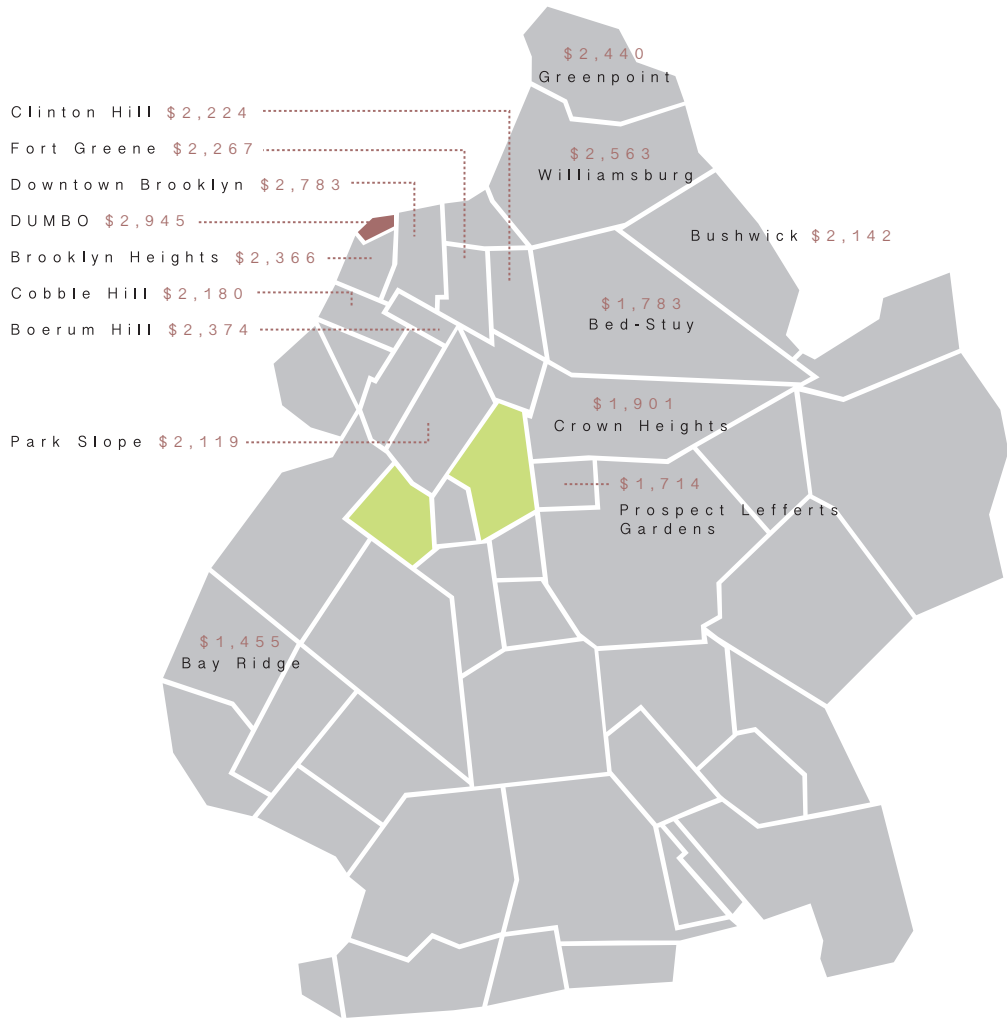 $2,440
Greenpoint
Clinton Hill $2,224
Fort Greene $2,267
$2,563
Williamsburg
Downtown Brooklyn $2,783
DUMBO $2,945
Bushwick $2,142
Brooklyn Heights $2,366
Cobble Hill $2,180
$1,783
Bed-Stuy
Boerum Hill $2,374
$1,901
Crown Heights
Park Slope $2,119
$1,714
Prospect Lefferts
Gardens
$1,455
Bay Ridge